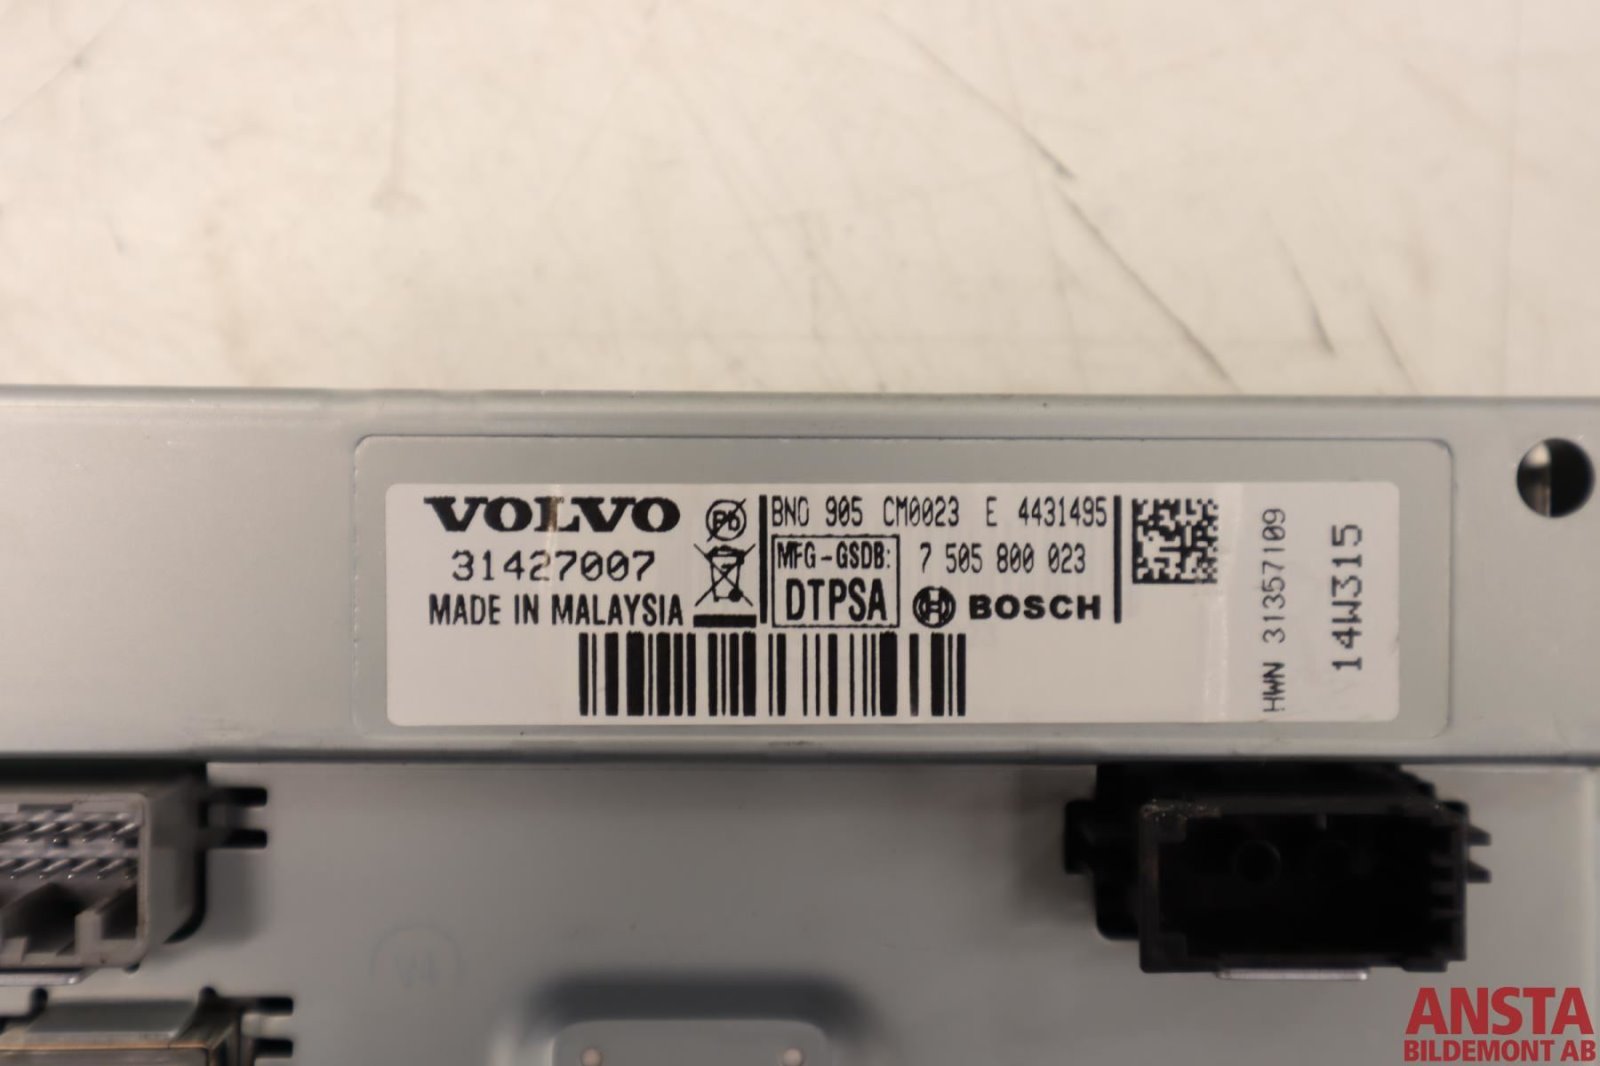 VOLVO
31427007
MADE IN MALAYSIA
Pb
BNO 905 CM0023 E 4431495
MFG-GSDB:
DTPSA
7 505 800 023
BOSCH
HWN 31357109
14W315
ANSTA
BILDEMONT AB